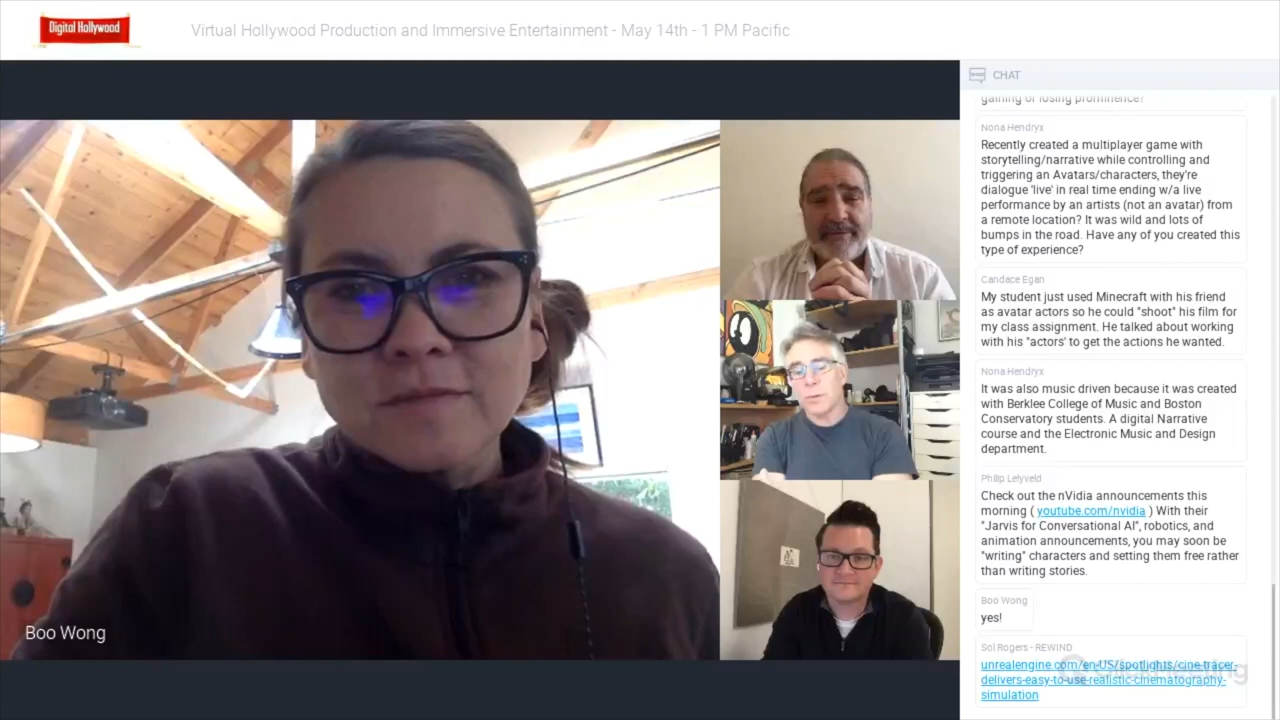 Digital Hollywood
Virtual Hollywood Production and Immersive Entertainment - May 14th - 1 PM Pacific
CHAT
gaining or losing prominence?
Nona Hendryx
Recently created a multiplayer game with
storytelling/narrative while controlling and
triggering an Avatars/characters, they're
dialogue 'live' in real time ending w/a live
performance by an artists (not an avatar) from
a remote location? It was wild and lots of
bumps in the road. Have any of you created this
type of experience?
Candace Egan
My student just used Minecraft with his friend
as avatar actors so he could "shoot" his film for
my class assignment. He talked about working
with his "actors' to get the actions he wanted.
Nona Hendryx
It was also music driven because it was created
with Berklee College of Music and Boston
Conservatory students. A digital Narrative
course and the Electronic Music and Design
department.
Philip Lelyveld
Check out the nVidia announcements this
morning ( youtube.com/nvidia ) With their
"Jarvis for Conversational AI", robotics, and
animation announcements, you may soon be
"writing" characters and setting them free rather
than writing stories.
Boo Wong
yes!
Sol Rogers - REWIND
unrealengine.com/en-US/spotlights/cine-tracer-
delivers-easy-to-use-realistic-cinematography-
simulation
ClickMeeting
Boo Wong